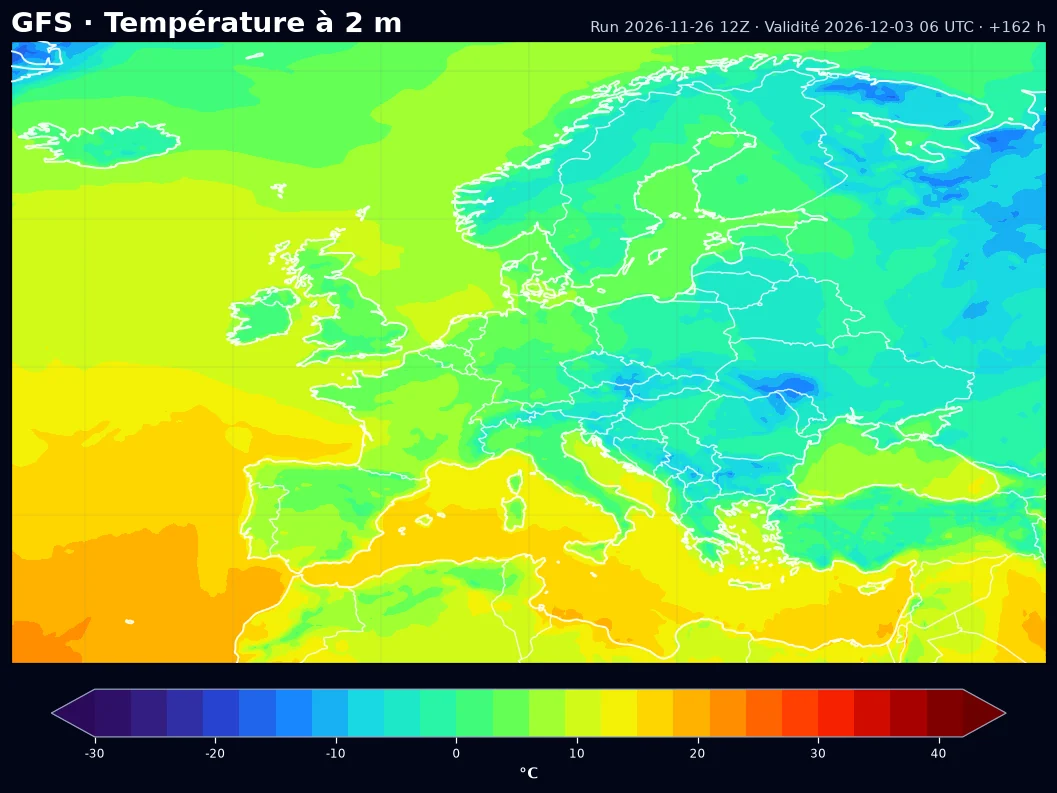 GFS · Température à 2 m
Run 2026-11-26 12Z · Validité 2026-12-03 06 UTC · +162 h
-30 -20 -10 0 10 20 30 40
°C